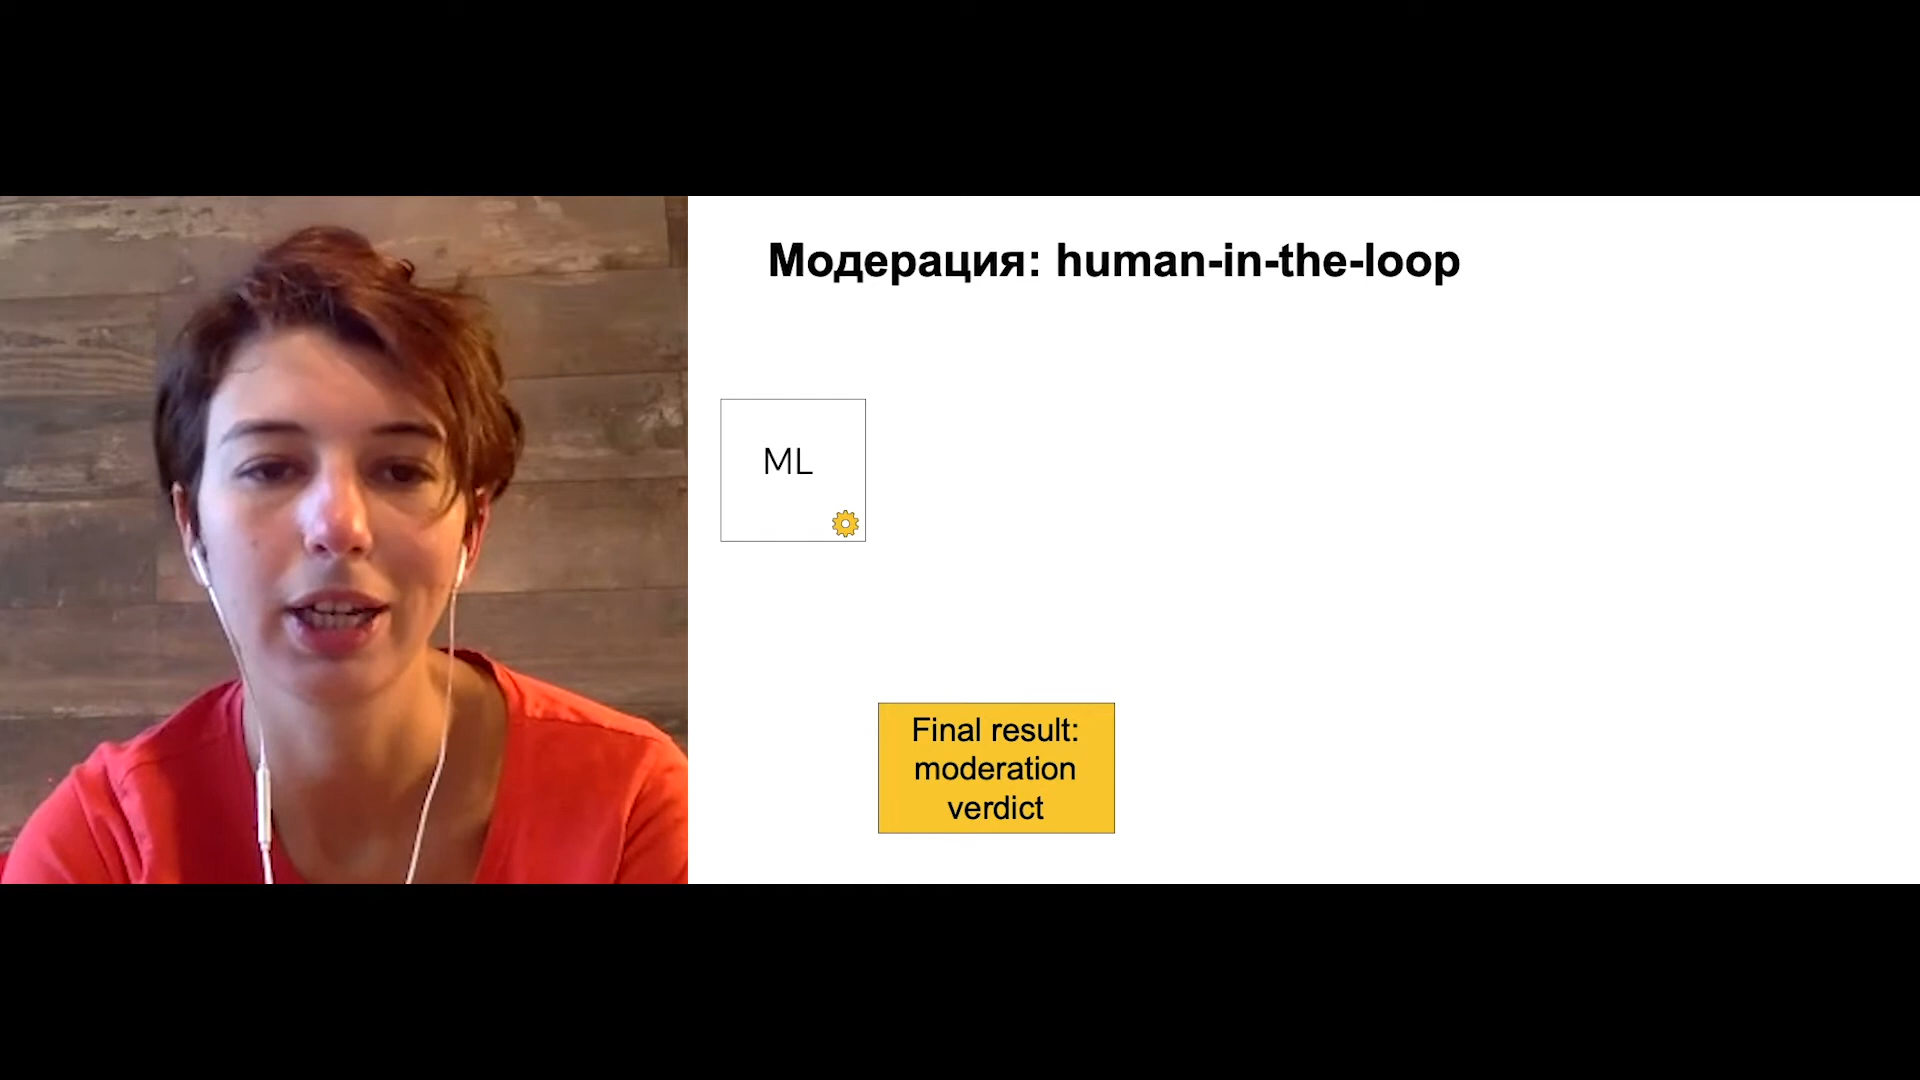 Модерация: human-in-the-loop
ML
Final result:
moderation
verdict